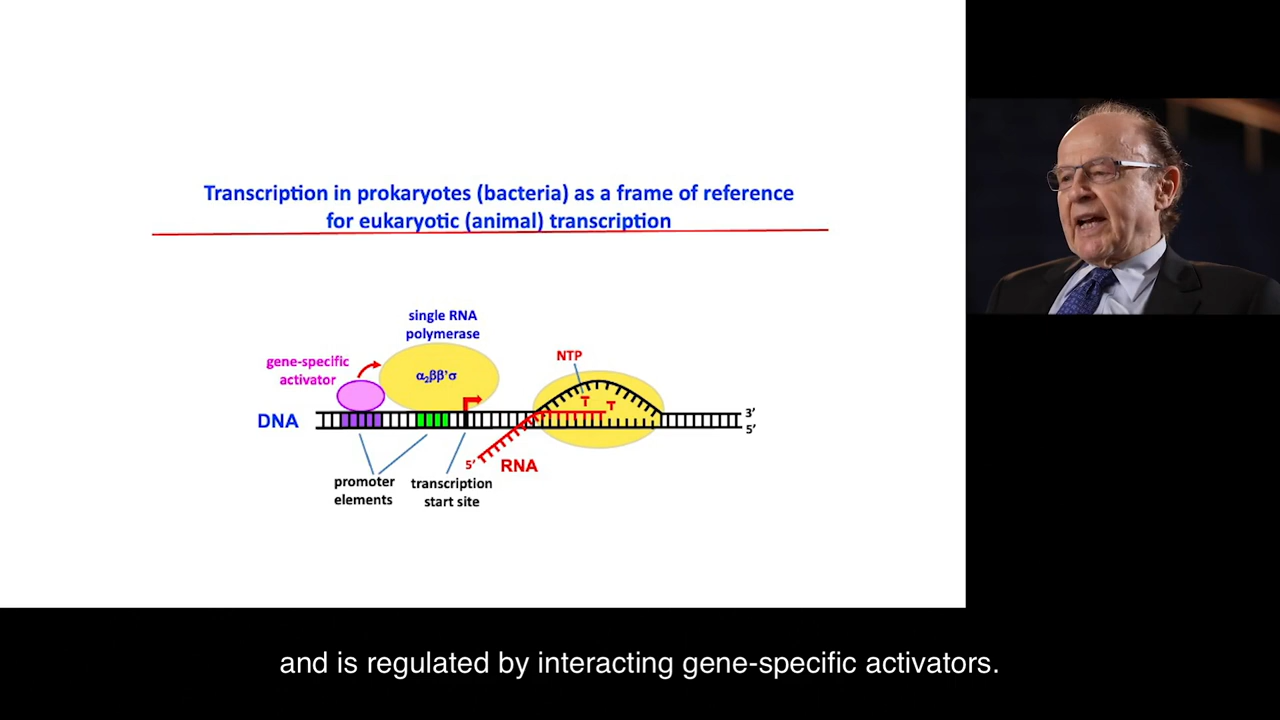 Transcription in prokaryotes (bacteria) as a frame of reference
for eukaryotic (animal) transcription
single RNA
polymerase
gene-specific
activator
α₂ββ’σ
NTP
T
T
DNA
3’
5’
5’
RNA
promoter
elements
transcription
start site
and is regulated by interacting gene-specific activators.